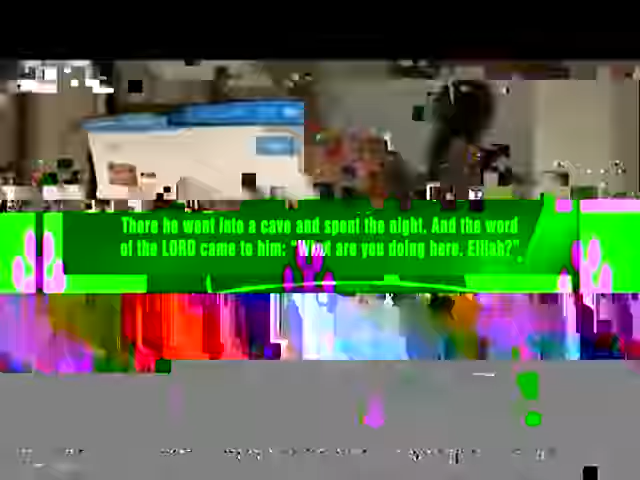 There he went into a cave and spent the night. And the word
of the LORD came to him: "What are you doing here, Elijah?"